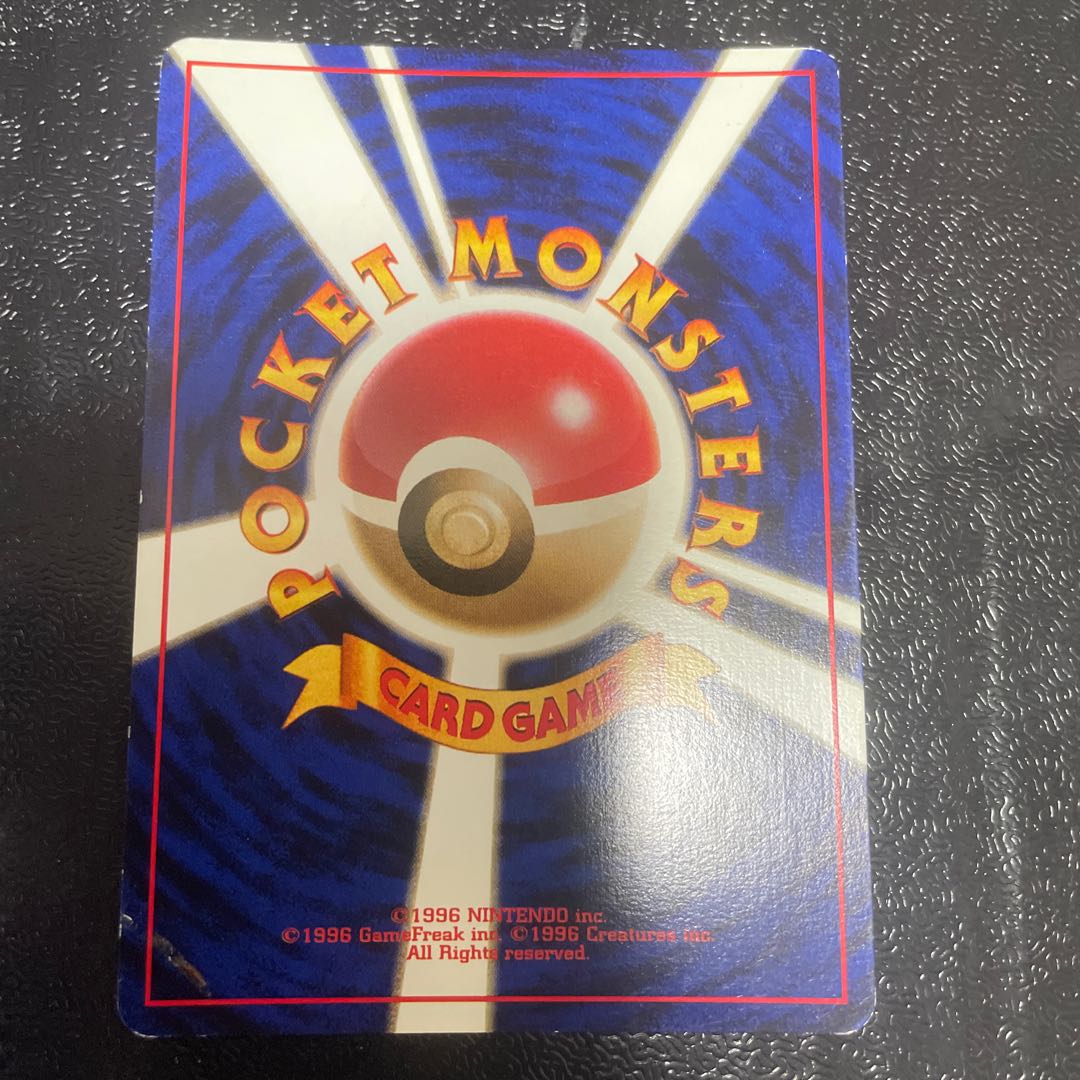 POCKET MONSTERS
CARD GAME
©1996 NINTENDO inc.
©1996 GameFreak inc. ©1996 Creatures inc.
All Rights reserved.